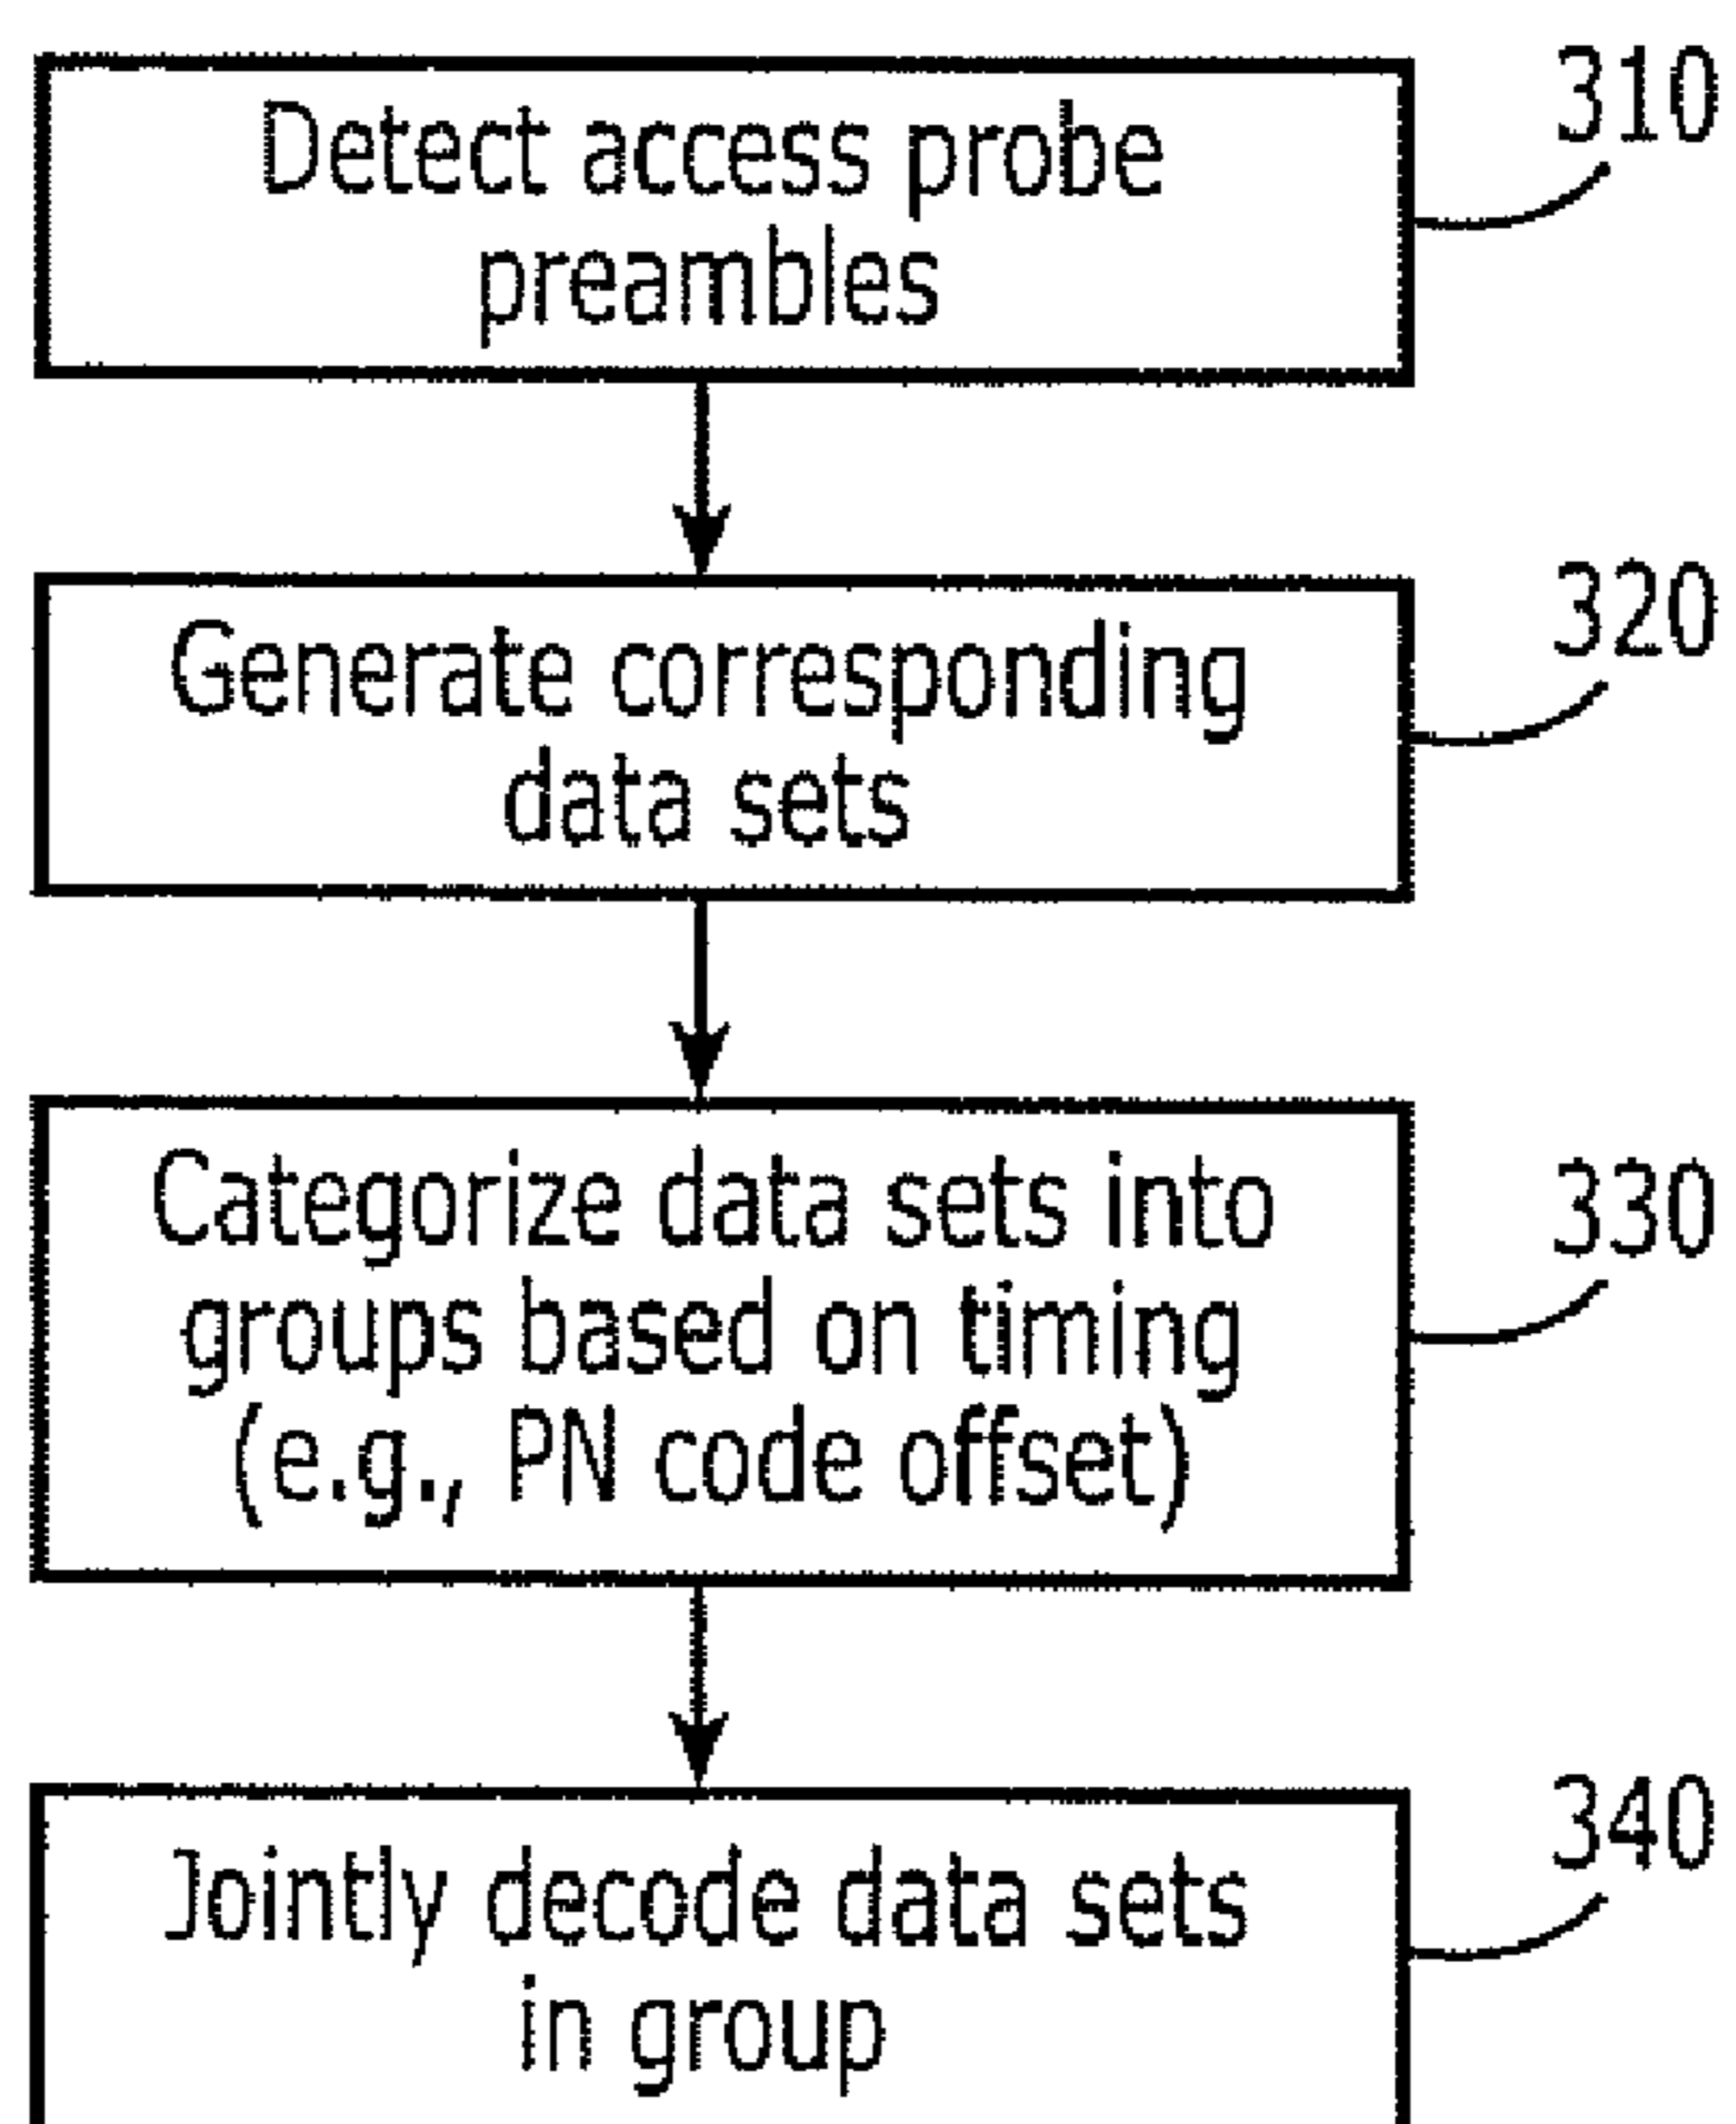 Detect access probe
preambles
310
Generate corresponding
data sets
320
Categorize data sets into
groups based on timing
(e.g., PN code offset)
330
Jointly decode data sets
in group
340